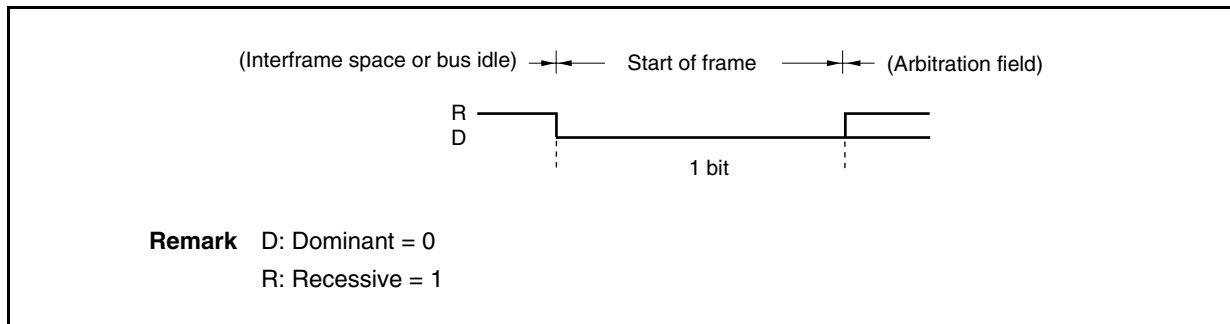 (Interframe space or bus idle) Start of frame (Arbitration field)
R
D
1 bit
Remark D: Dominant = 0
R: Recessive = 1